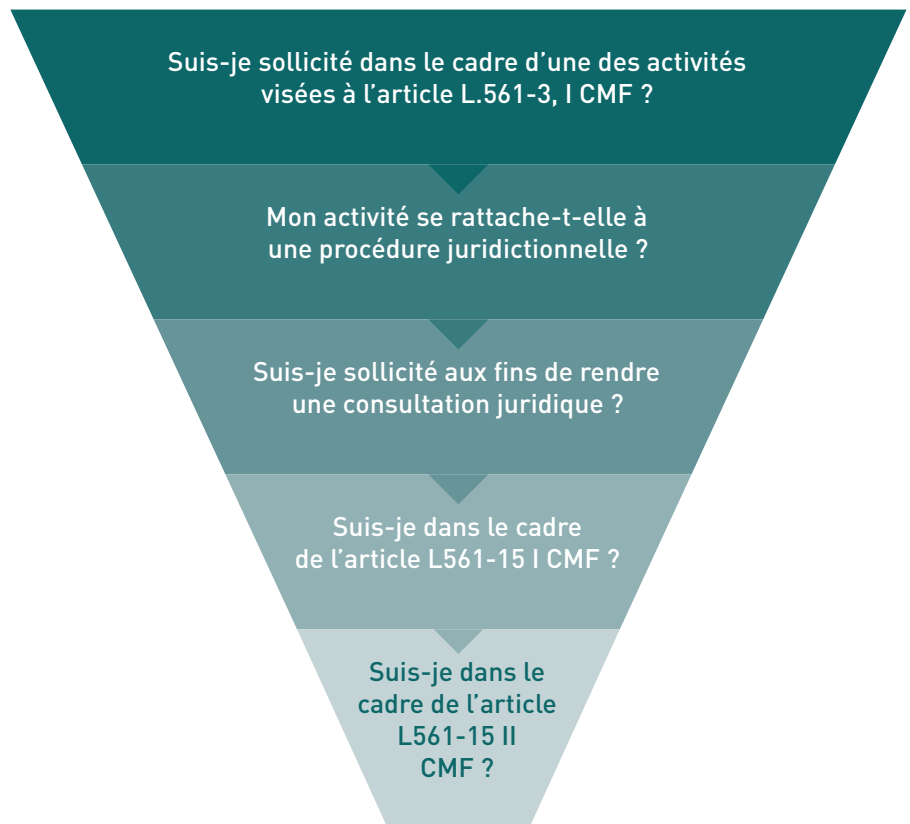 Suis-je sollicité dans le cadre d’une des activités
visées à l’article L.561-3, I CMF ?
Mon activité se rattache-t-elle à
une procédure juridictionnelle ?
Suis-je sollicité aux fins de rendre
une consultation juridique ?
Suis-je dans le cadre
de l’article L561-15 I CMF ?
Suis-je dans le
cadre de l’article
L561-15 II
CMF ?